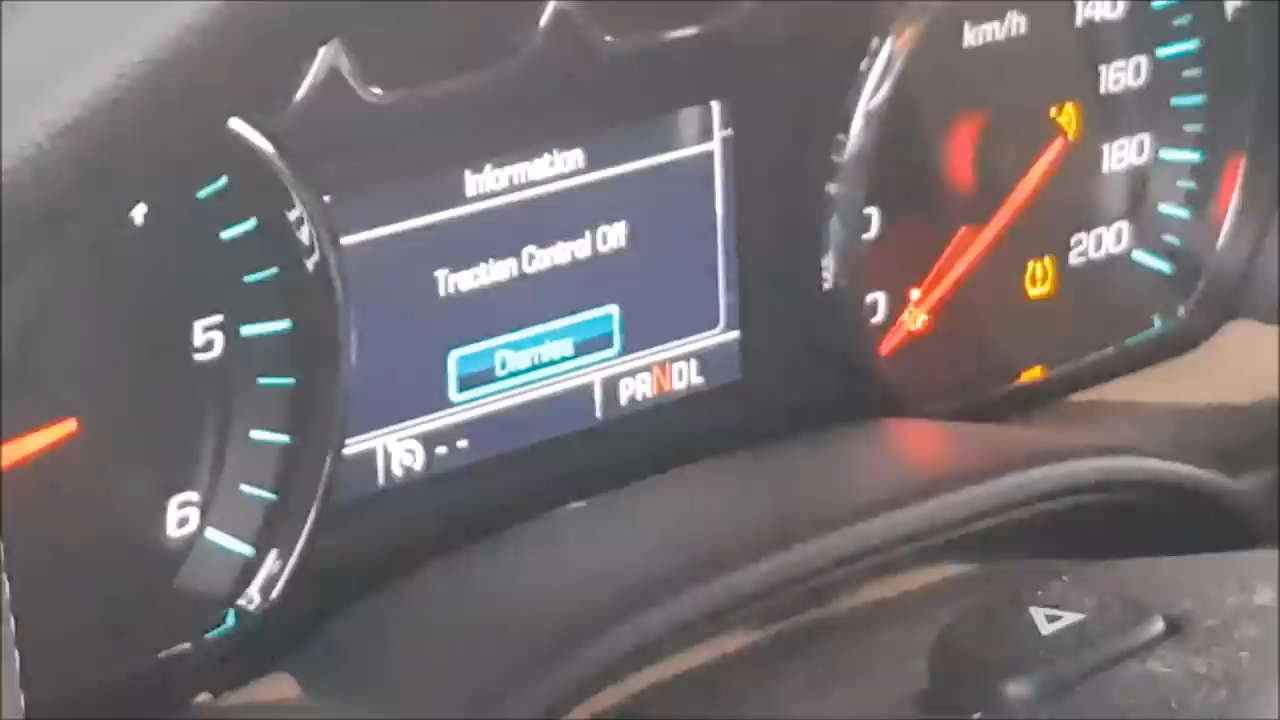 km/h
140
160
180
200
Information
Traction Control Off
Dismiss
PRNDL
--
5
6